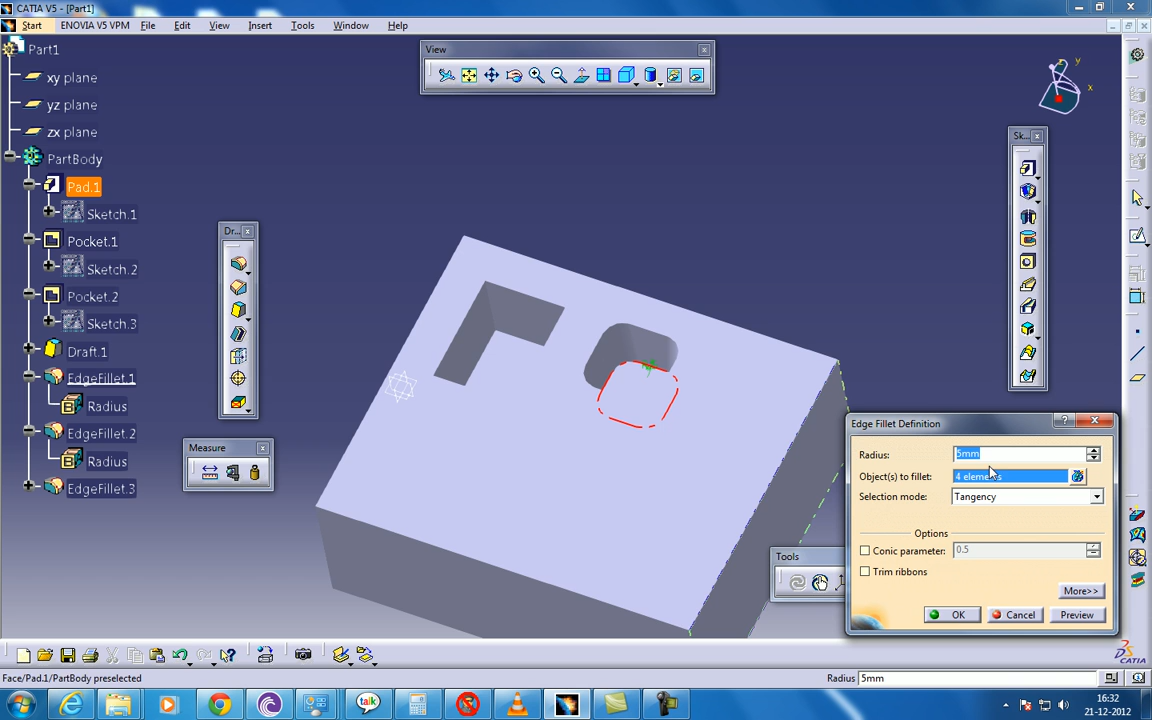 CATIA V5 - [Part1]
Start ENOVIA V5 VPM File Edit View Insert Tools Window Help
Part1
xy plane
yz plane
zx plane
PartBody
Pad.1
Sketch.1
Pocket.1
Sketch.2
Pocket.2
Sketch.3
Draft.1
EdgeFillet.1
Radius
EdgeFillet.2
Radius
EdgeFillet.3
View
y
x
Sk...
Dr...
Measure
Tools
Edge Fillet Definition
Radius: 5mm
Object(s) to fillet: 4 elements
Selection mode: Tangency
Options
Conic parameter: 0.5
Trim ribbons
More>>
OK Cancel Preview
CATIA
Face/Pad.1/PartBody preselected
Radius 5mm
talk
16:32
21-12-2012